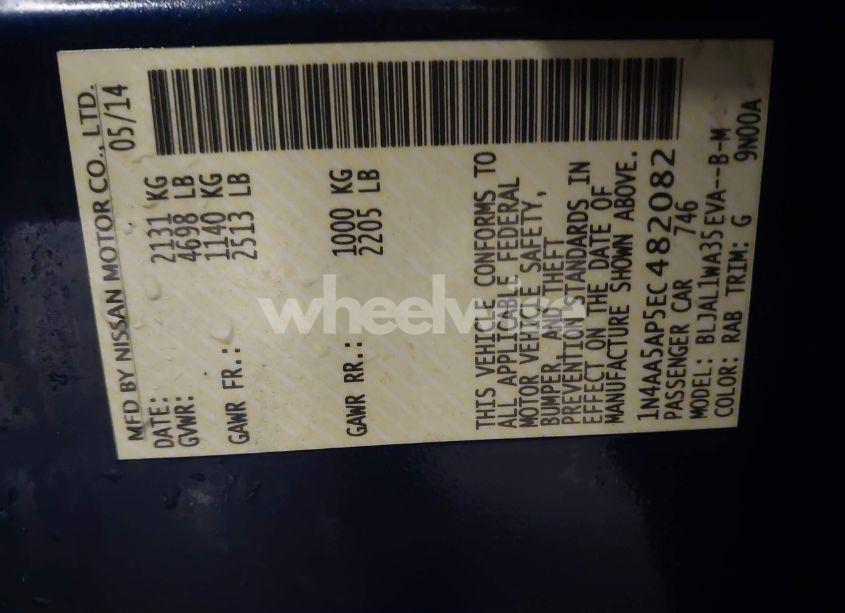 MFD BY NISSAN MOTOR CO., LTD.
DATE: 05/14
GVWR: 2131 KG
4698 LB
GAWR FR.: 1140 KG
2513 LB
GAWR RR.: 1000 KG
2205 LB
THIS VEHICLE CONFORMS TO
ALL APPLICABLE FEDERAL
MOTOR VEHICLE SAFETY,
BUMPER AND THEFT
PREVENTION STANDARDS IN
EFFECT ON THE DATE OF
MANUFACTURE SHOWN ABOVE.
1N4AA5AP5EC482082
PASSENGER CAR 746
MODEL: BLJAL1WA35EVA--B-M
COLOR: RAB TRIM: G 9N00A